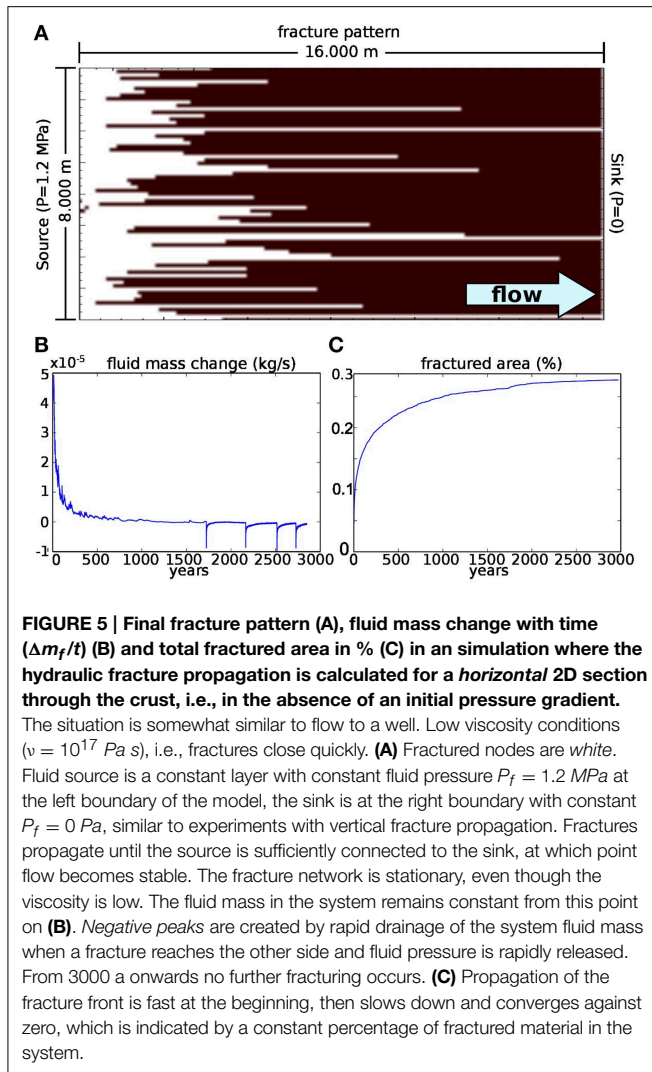 A
fracture pattern
16.000 m
Source (P=1.2 MPa)
8.000 m
Sink (P=0)
flow
B
x10-5
fluid mass change (kg/s)
5
4
3
2
1
0
-1
0 500 1000 1500 2000 2500 3000
years
C
fractured area (%)
0.3
0.2
0.1
0
0 500 1000 1500 2000 2500 3000
years
FIGURE 5 | Final fracture pattern (A), fluid mass change with time
(Δmf/t) (B) and total fractured area in % (C) in an simulation where the
hydraulic fracture propagation is calculated for a horizontal 2D section
through the crust, i.e., in the absence of an initial pressure gradient.
The situation is somewhat similar to flow to a well. Low viscosity conditions
(ν = 10^17 Pa s), i.e., fractures close quickly. (A) Fractured nodes are white.
Fluid source is a constant layer with constant fluid pressure Pf = 1.2 MPa at
the left boundary of the model, the sink is at the right boundary with constant
Pf = 0 Pa, similar to experiments with vertical fracture propagation. Fractures
propagate until the source is sufficiently connected to the sink, at which point
flow becomes stable. The fracture network is stationary, even though the
viscosity is low. The fluid mass in the system remains constant from this point
on (B). Negative peaks are created by rapid drainage of the system fluid mass
when a fracture reaches the other side and fluid pressure is rapidly released.
From 3000 a onwards no further fracturing occurs. (C) Propagation of the
fracture front is fast at the beginning, then slows down and converges against
zero, which is indicated by a constant percentage of fractured material in the
system.